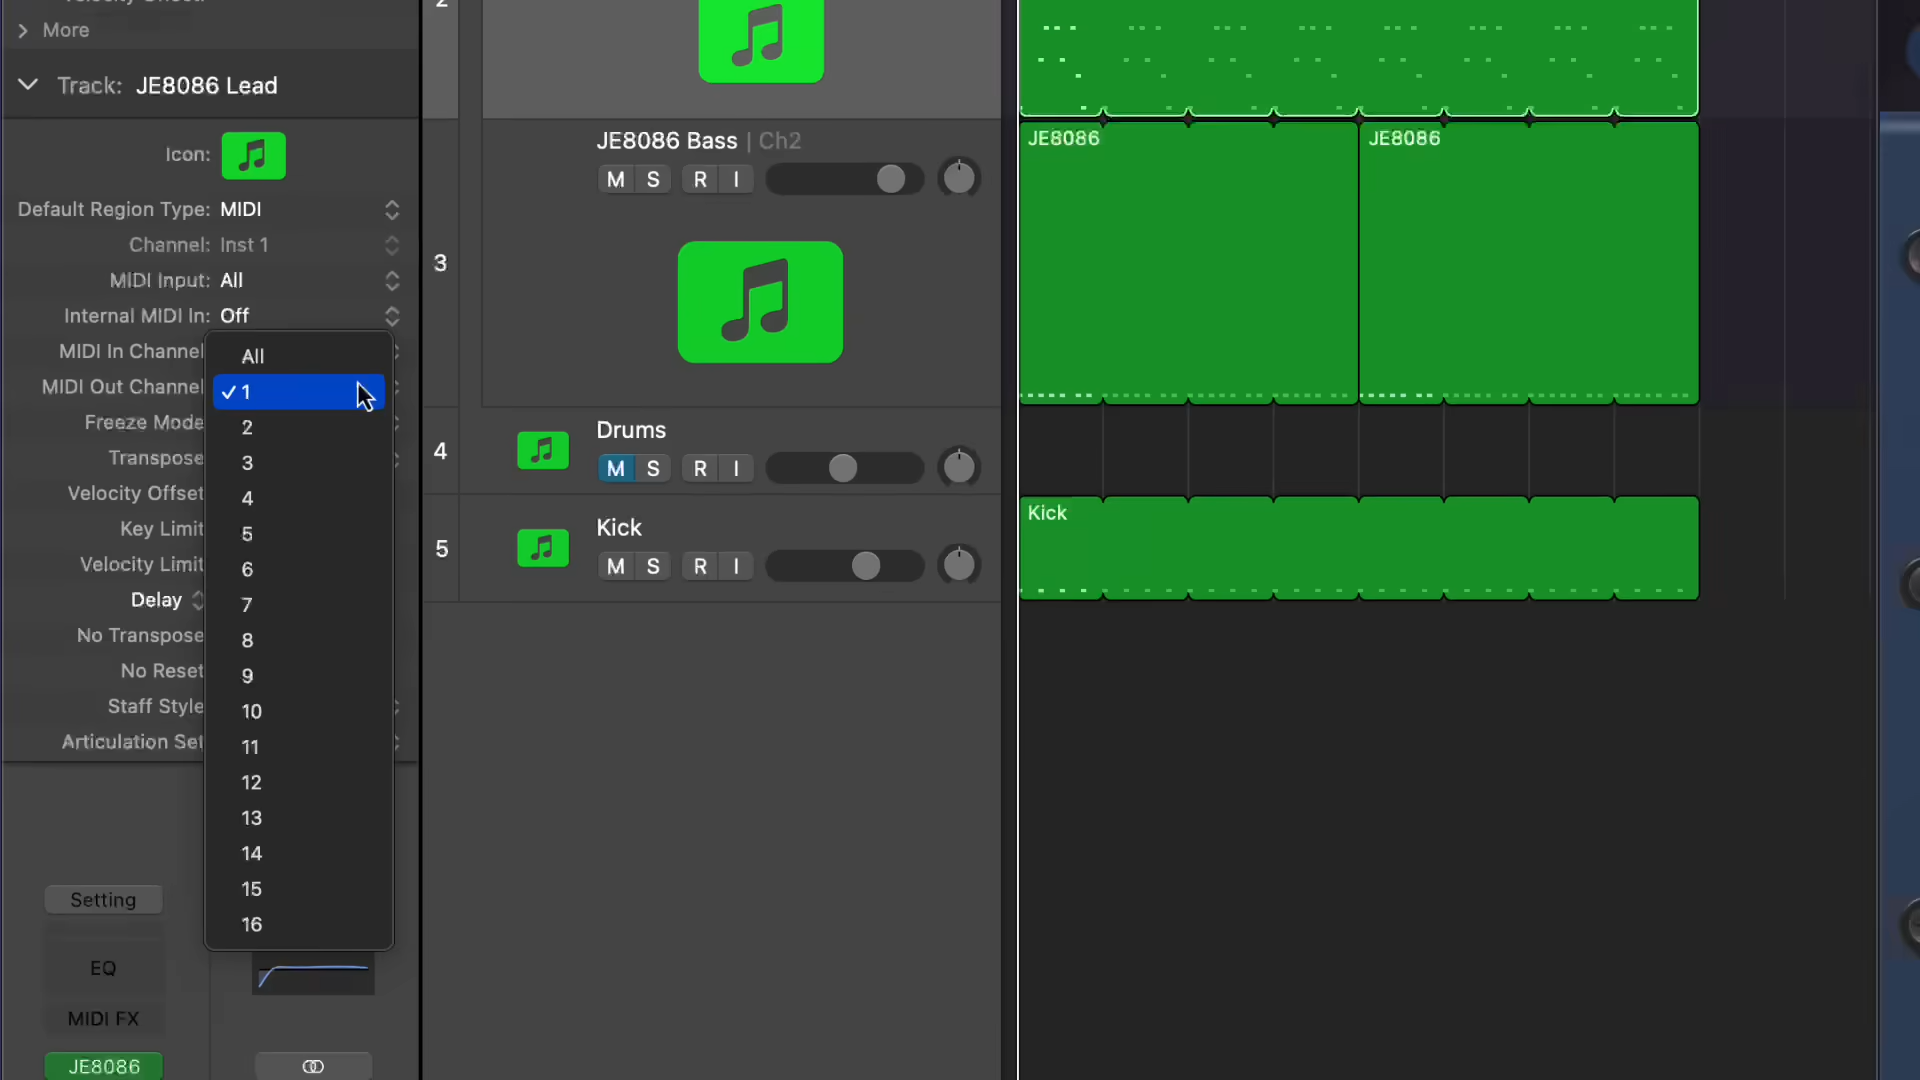 More
Track: JE8086 Lead
Icon:
Default Region Type: MIDI
Channel: Inst 1
MIDI Input: All
Internal MIDI In: Off
MIDI In Channel
MIDI Out Channel
Freeze Mode
Transpose
Velocity Offset
Key Limit
Velocity Limit
Delay
No Transpose
No Reset
Staff Style
Articulation Set
All
✓ 1
2
3
4
5
6
7
8
9
10
11
12
13
14
15
16
Setting
EQ
MIDI FX
JE8086
2
JE8086 Bass | Ch2
M S R I
3
4
Drums
M S R I
5
Kick
M S R I
JE8086
JE8086
Kick